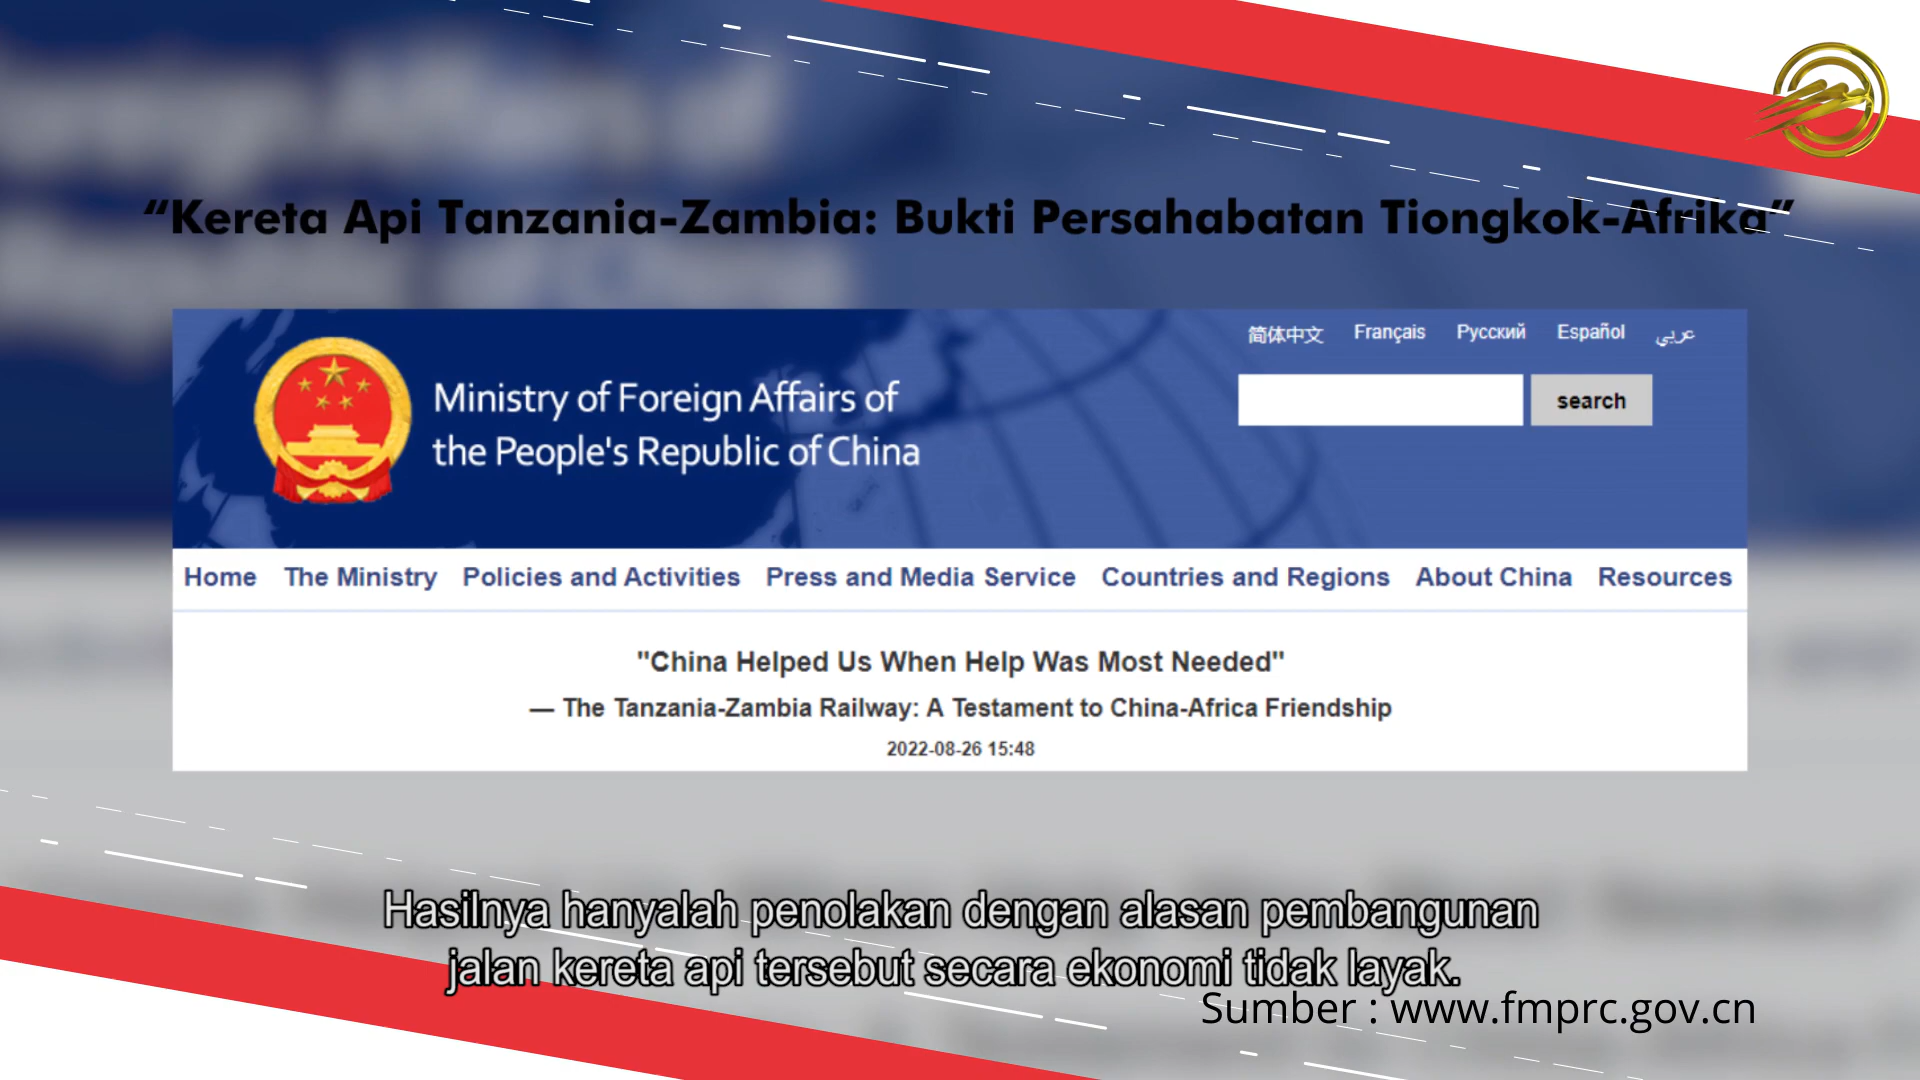 “Kereta Api Tanzania-Zambia: Bukti Persahabatan Tiongkok-Afrika”
简体中文 Français Русский Español عربي
Ministry of Foreign Affairs of
the People's Republic of China
search
Home The Ministry Policies and Activities Press and Media Service Countries and Regions About China Resources
"China Helped Us When Help Was Most Needed"
— The Tanzania-Zambia Railway: A Testament to China-Africa Friendship
2022-08-26 15:48
Hasilnya hanyalah penolakan dengan alasan pembangunan
jalan kereta api tersebut secara ekonomi tidak layak.
Sumber : www.fmprc.gov.cn